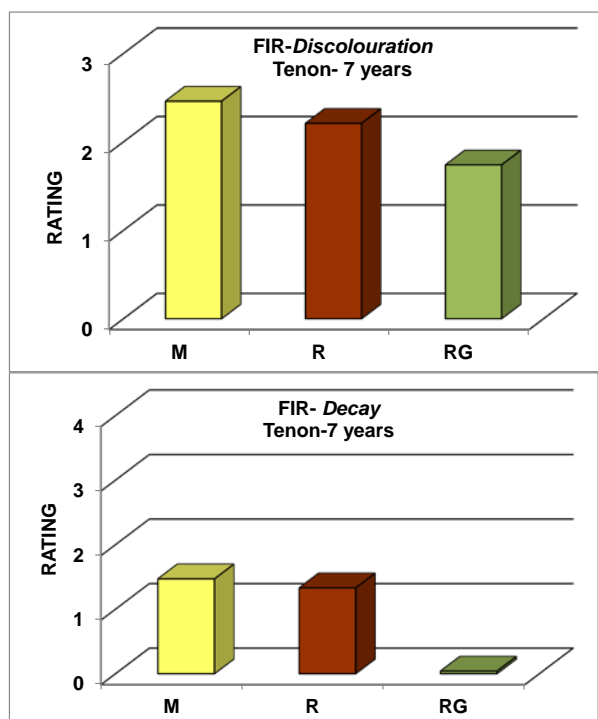 FIR-Discolouration
Tenon- 7 years
3
2
1
0
RATING
M R RG
FIR- Decay
Tenon-7 years
4
3
2
1
0
RATING
M R RG